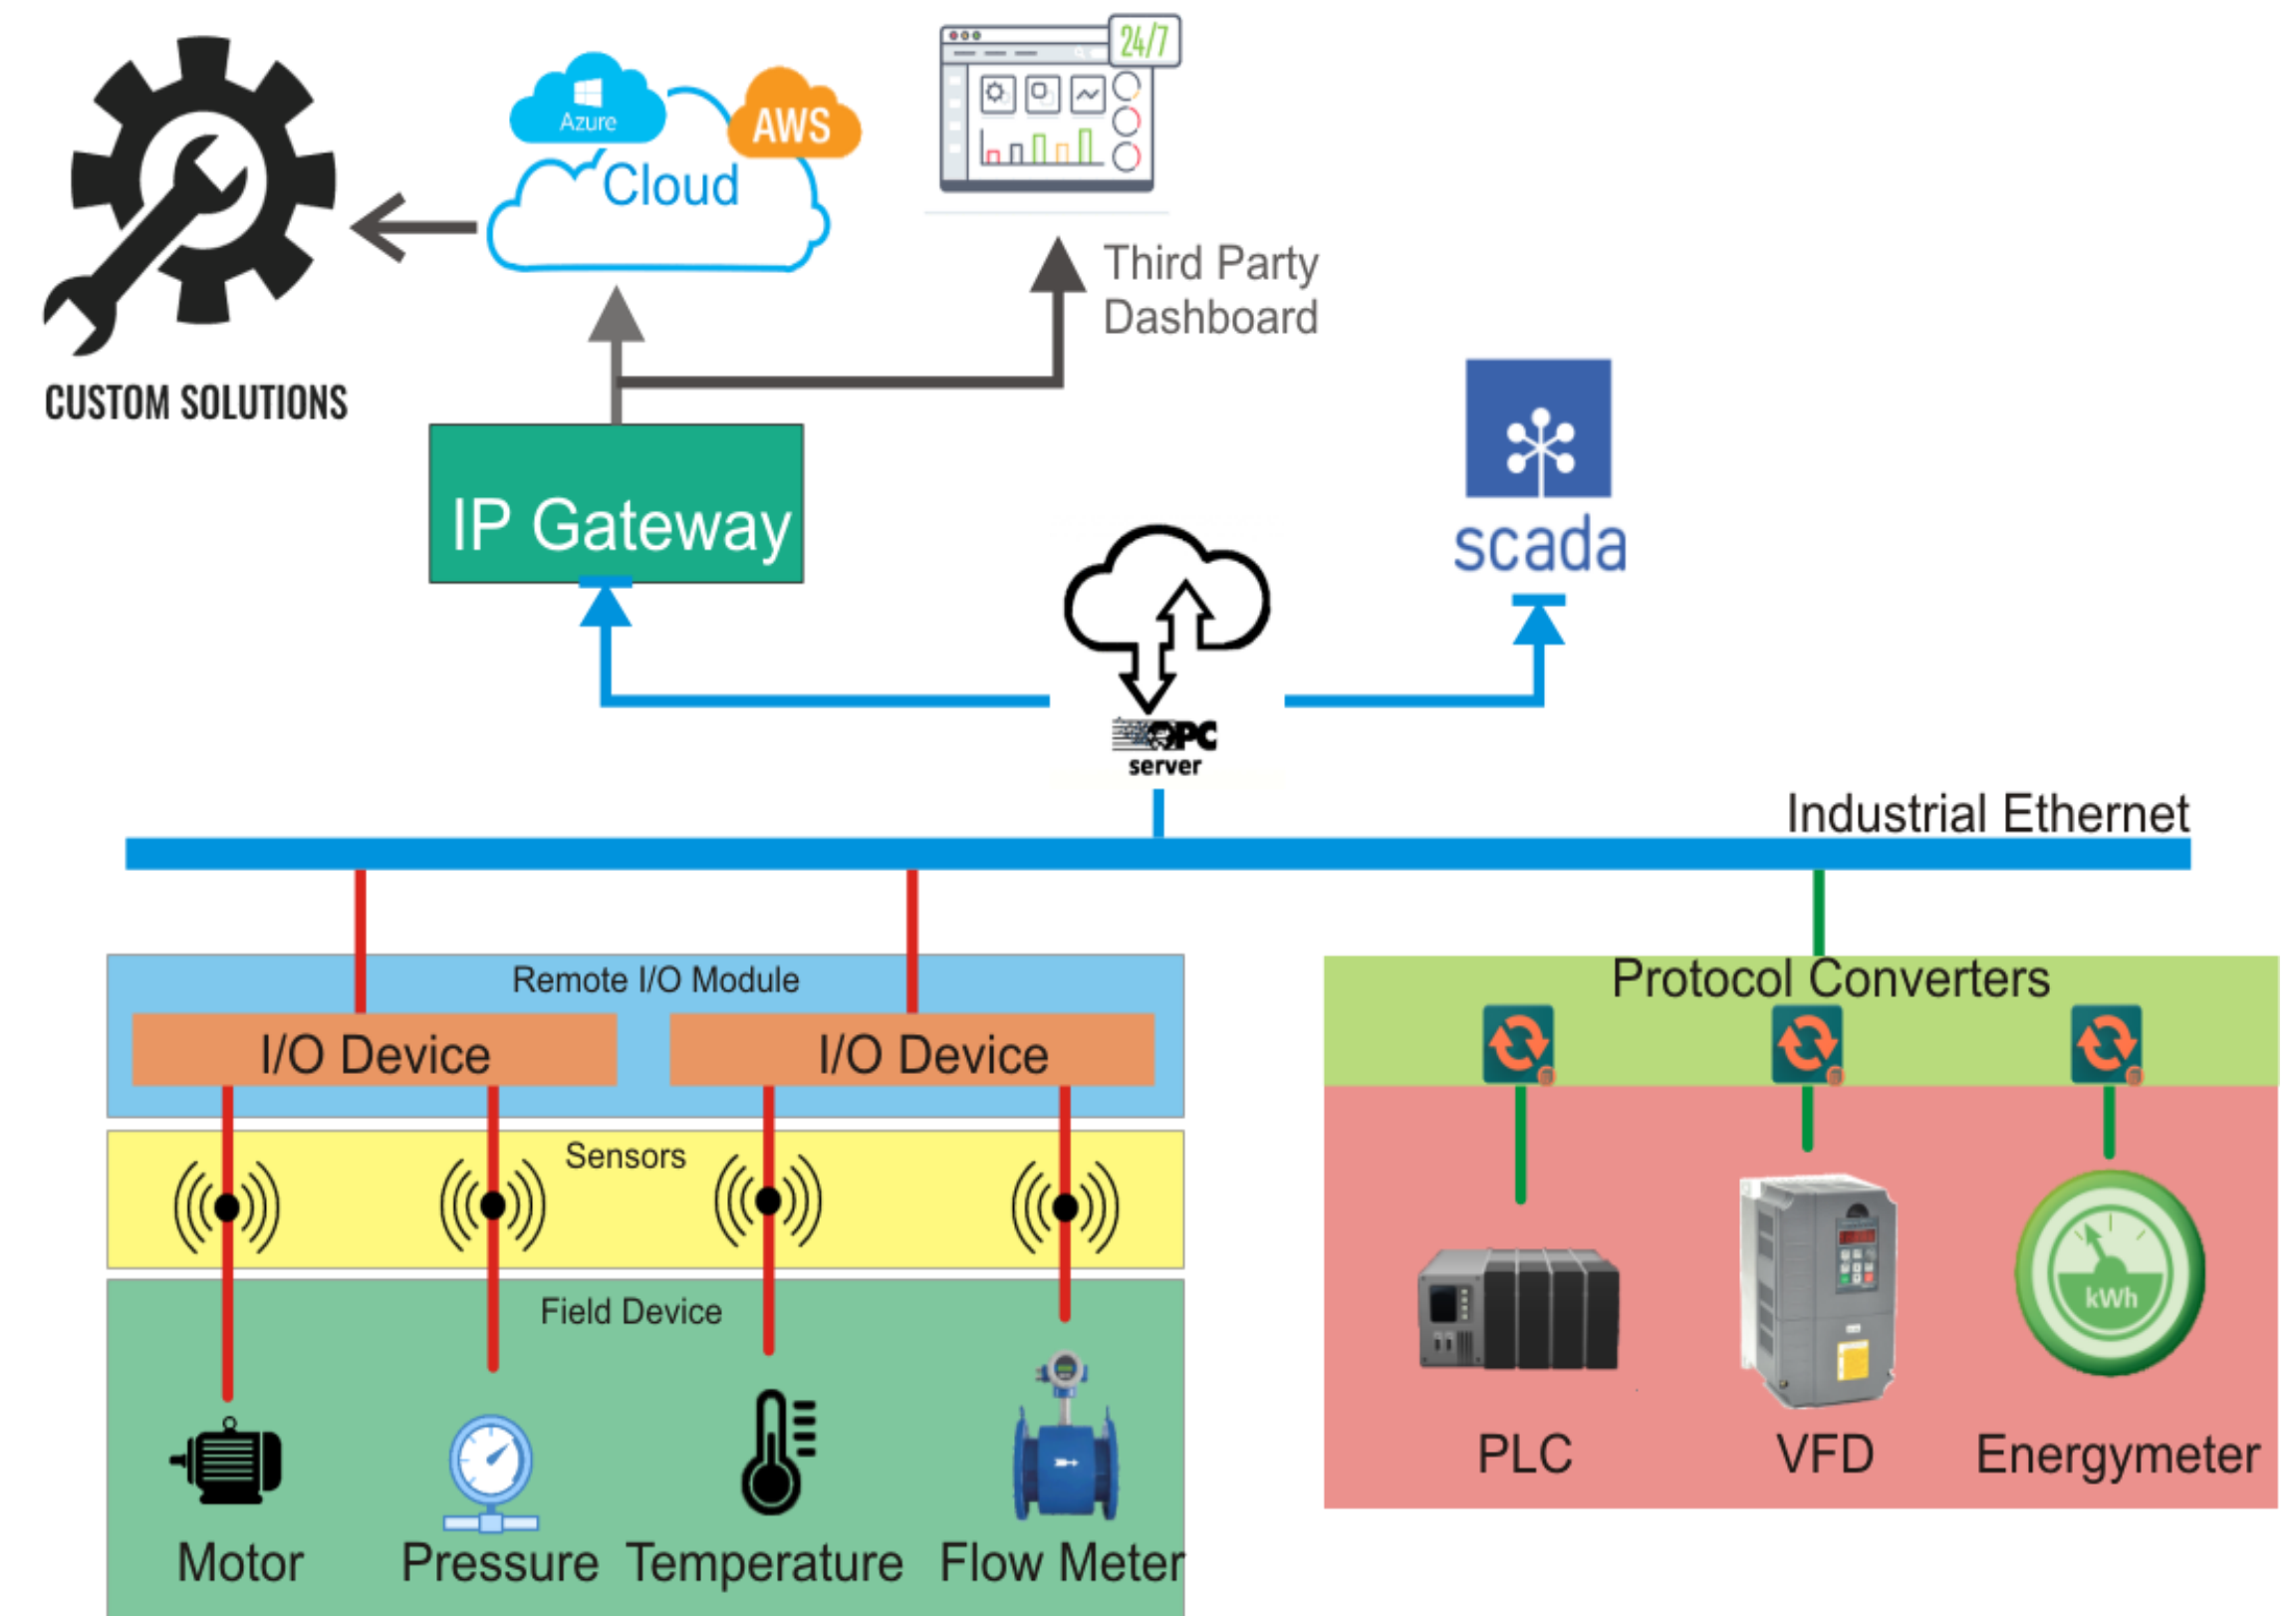 24/7
Azure
AWS
Cloud
Third Party
Dashboard
CUSTOM SOLUTIONS
IP Gateway
scada
OPC
server
Industrial Ethernet
Remote I/O Module
Protocol Converters
I/O Device
I/O Device
Sensors
Field Device
kWh
PLC
VFD
Energymeter
Motor
Pressure
Temperature
Flow Meter